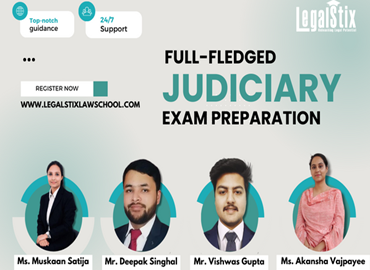 Top-notch
guidance
24/7
Support
LegalStix
FULL-FLEDGED
JUDICIARY
EXAM PREPARATION
REGISTER NOW
WWW.LEGALSTIXLAWSCHOOL.COM
Ms. Muskaan Satija
Mr. Deepak Singhal
Mr. Vishwas Gupta
Ms. Akansha Vajpayee